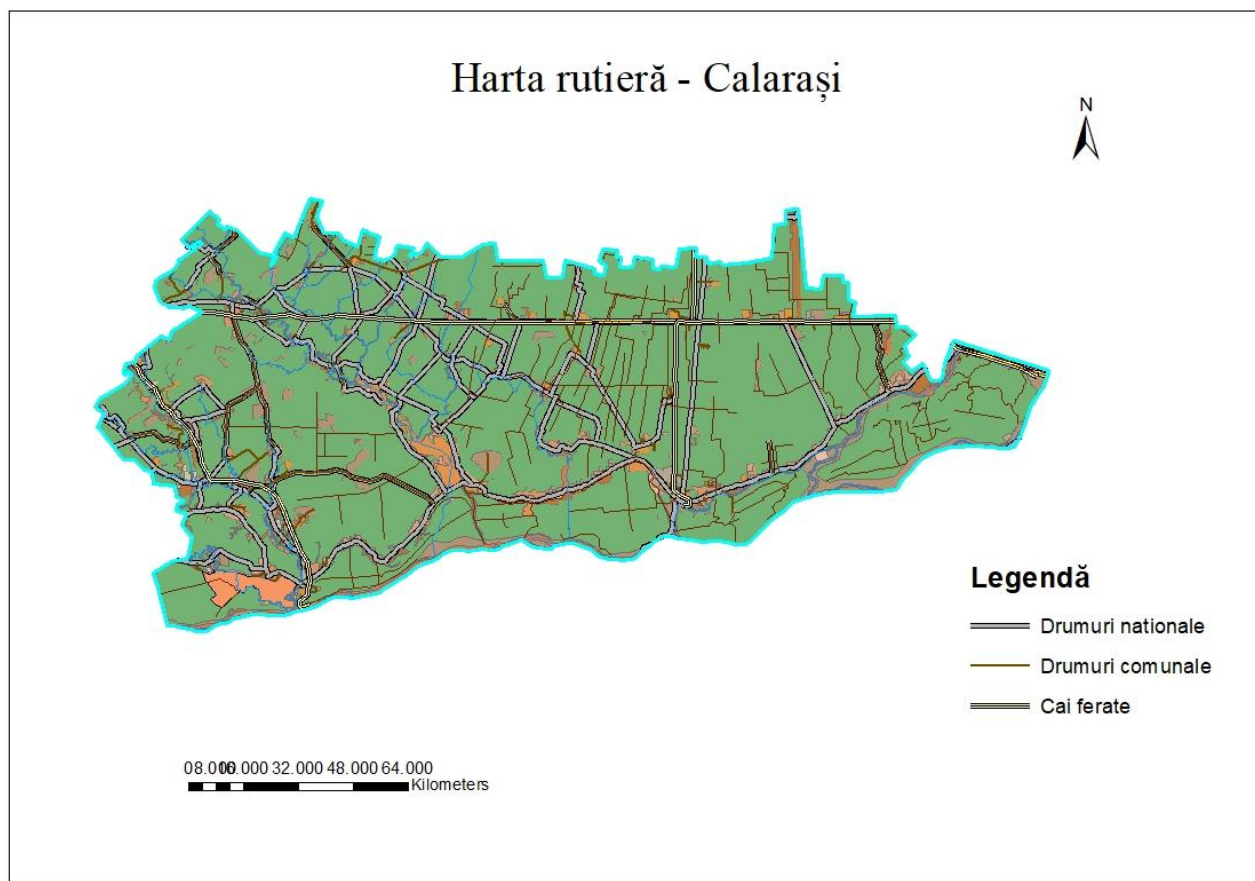 Harta rutieră - Calarași
N
Legendă
Drumuri nationale
Drumuri comunale
Cai ferate
32.000 48.000 64.000
Kilometers